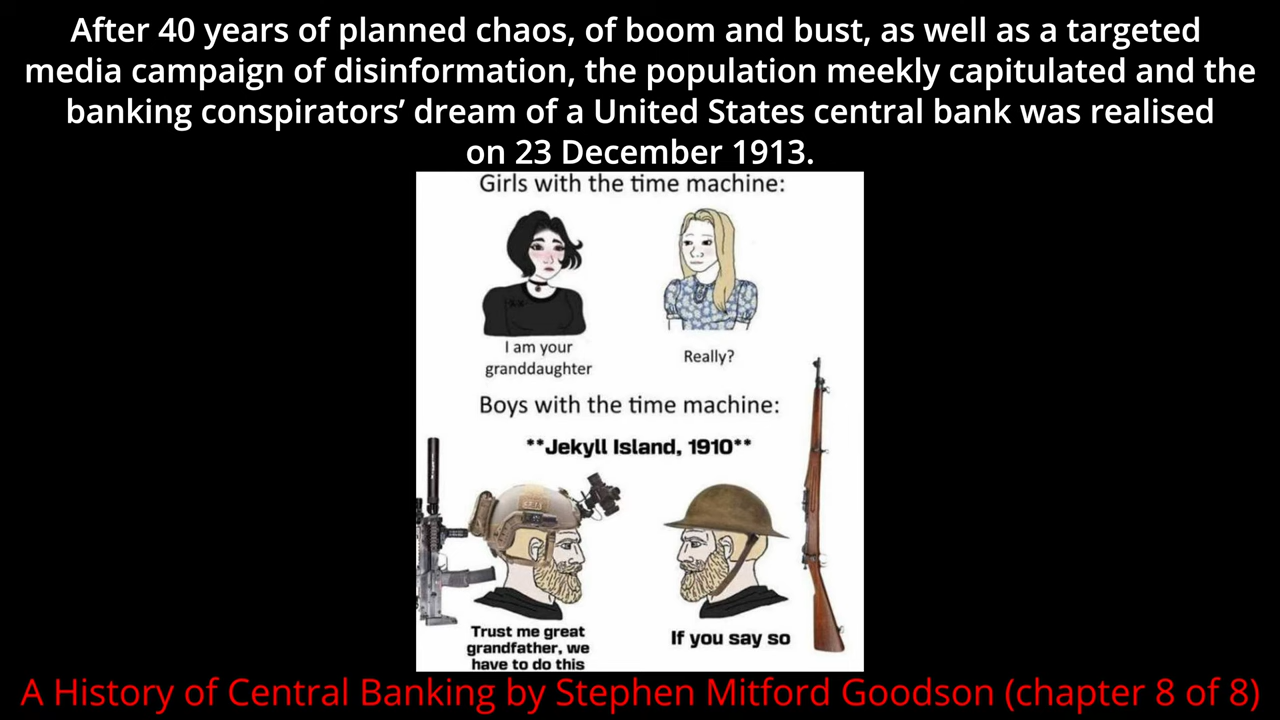 After 40 years of planned chaos, of boom and bust, as well as a targeted
media campaign of disinformation, the population meekly capitulated and the
banking conspirators’ dream of a United States central bank was realised
on 23 December 1913.
Girls with the time machine:
I am your
granddaughter
Really?
Boys with the time machine:
**Jekyll Island, 1910**
Trust me great
grandfather, we
have to do this
If you say so
A History of Central Banking by Stephen Mitford Goodson (chapter 8 of 8)